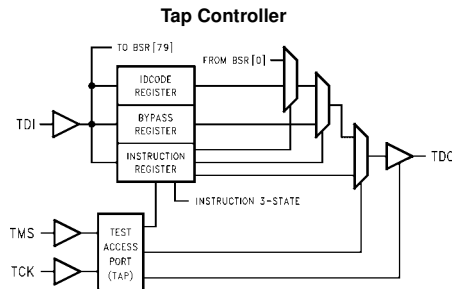 Tap Controller
TO BSR [79]
FROM BSR [0]
IDCODE
REGISTER
TDI
BYPASS
REGISTER
INSTRUCTION
REGISTER
TDO
INSTRUCTION 3-STATE
TMS
TEST
ACCESS
PORT
(TAP)
TCK